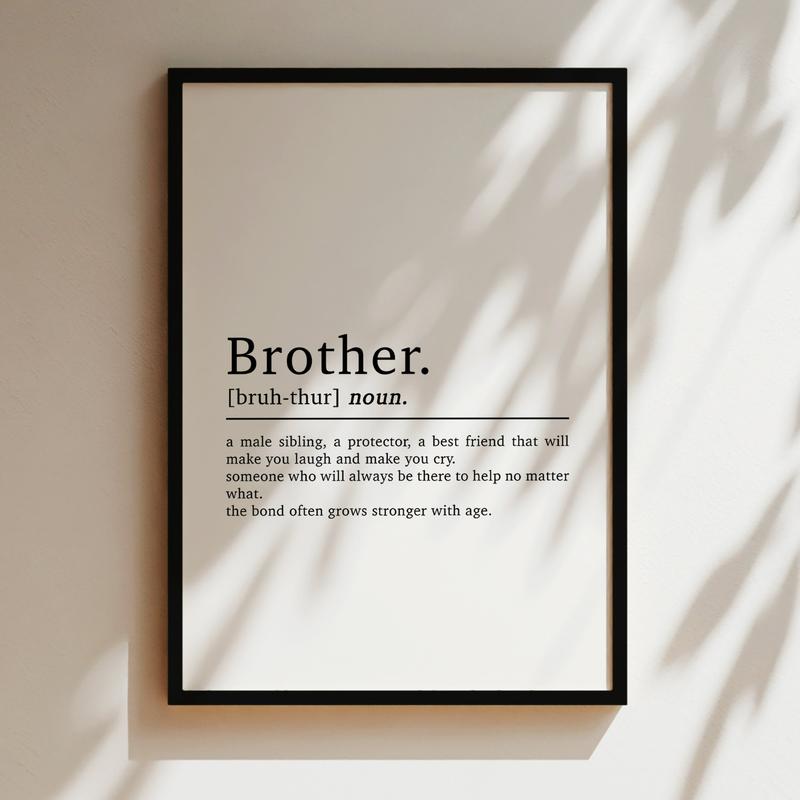 Brother.
[bruh-thur] noun.
a male sibling, a protector, a best friend that will
make you laugh and make you cry.
someone who will always be there to help no matter
what.
the bond often grows stronger with age.